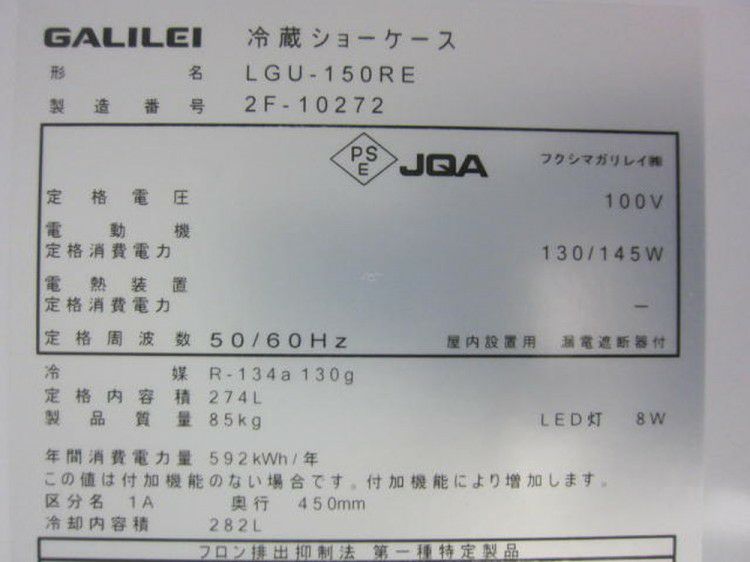 GALILEI 冷蔵ショーケース
形 名 LGU-150RE
製 造 番 号 2F-10272
PSE JQA フクシマガリレイ㈱
定 格 電 圧 100V
電 動 機
定格消費電力 130/145W
電 熱 装 置
定格消費電力 −
定 格 周 波 数 50/60Hz 屋内設置用 漏電遮断器付
冷 媒 R-134a 130g
定 格 内 容 積 274L
製 品 質 量 85kg LED灯 8W
年間消費電力量 592kWh/年
この値は付加機能のない場合です。付加機能により増加します。
区分名 1A 奥行 450mm
冷却内容積 282L
フロン排出抑制法 第一種特定製品